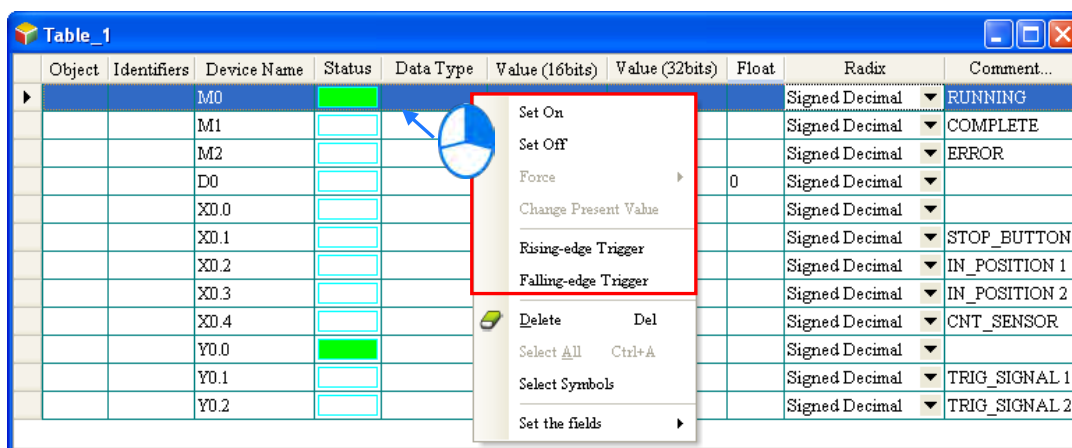 Table_1
Object Identifiers Device Name Status Data Type Value (16bits) Value (32bits) Float Radix Comment...
M0 Signed Decimal RUNNING
M1 Signed Decimal COMPLETE
M2 Signed Decimal ERROR
D0 0 Signed Decimal
X0.0 Signed Decimal
X0.1 Signed Decimal STOP_BUTTON
X0.2 Signed Decimal IN_POSITION 1
X0.3 Signed Decimal IN_POSITION 2
X0.4 Signed Decimal CNT_SENSOR
Y0.0 Signed Decimal
Y0.1 Signed Decimal TRIG_SIGNAL 1
Y0.2 Signed Decimal TRIG_SIGNAL 2
Set On
Set Off
Force
Change Present Value
Rising-edge Trigger
Falling-edge Trigger
Delete Del
Select All Ctrl+A
Select Symbols
Set the fields